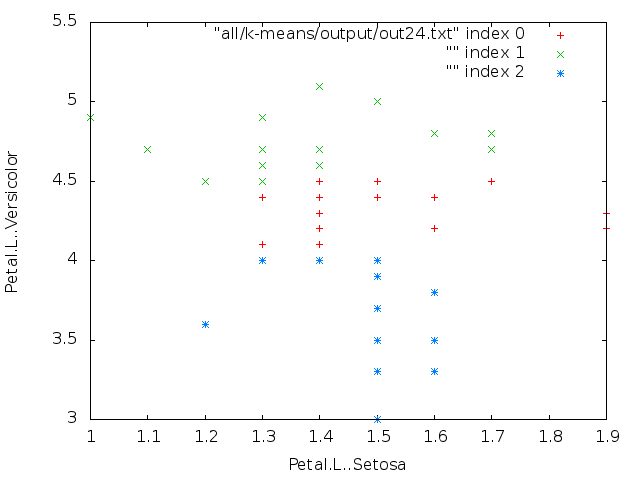 5.5
"all/k-means/output/out24.txt" index 0
"" index 1
"" index 2
5
4.5
4
3.5
3
Petal.L..Versicolor
1 1.1 1.2 1.3 1.4 1.5 1.6 1.7 1.8 1.9
Petal.L..Setosa